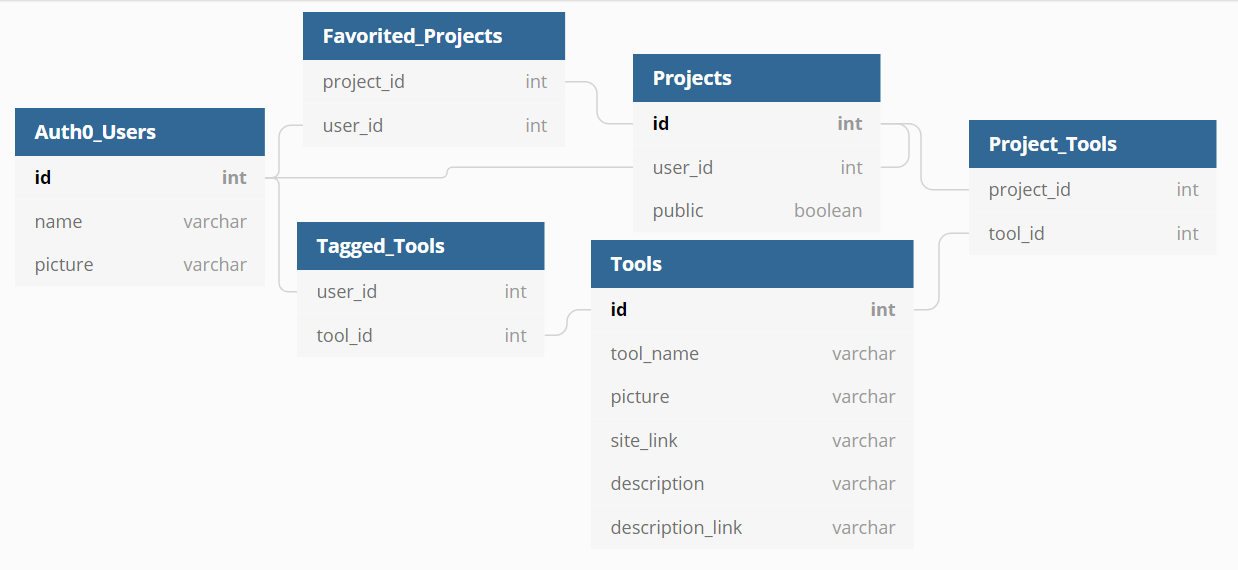 Favorited_Projects
project_id int
user_id int
Projects
id int
user_id int
public boolean
Auth0_Users
id int
name varchar
picture varchar
Project_Tools
project_id int
tool_id int
Tagged_Tools
user_id int
tool_id int
Tools
id int
tool_name varchar
picture varchar
site_link varchar
description varchar
description_link varchar